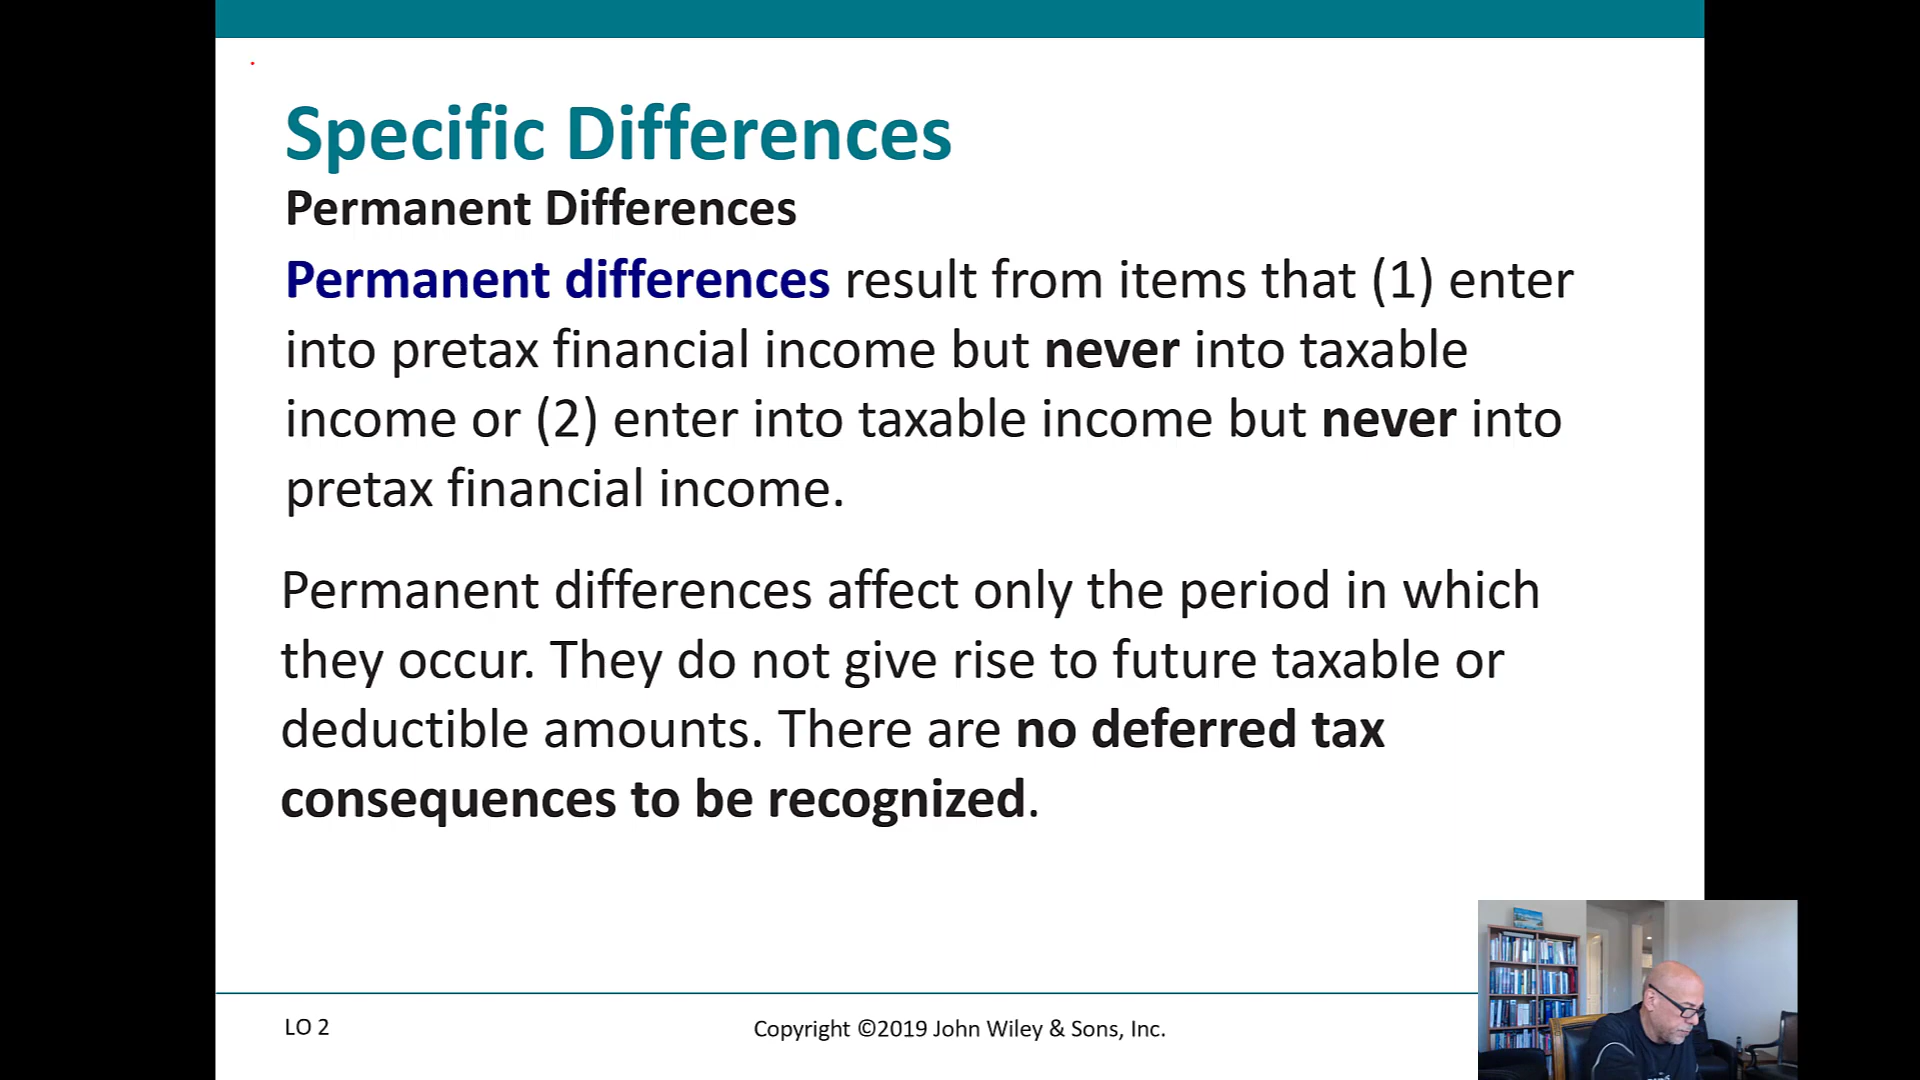 Specific Differences
Permanent Differences
Permanent differences result from items that (1) enter
into pretax financial income but never into taxable
income or (2) enter into taxable income but never into
pretax financial income.
Permanent differences affect only the period in which
they occur. They do not give rise to future taxable or
deductible amounts. There are no deferred tax
consequences to be recognized.
LO 2
Copyright ©2019 John Wiley & Sons, Inc.